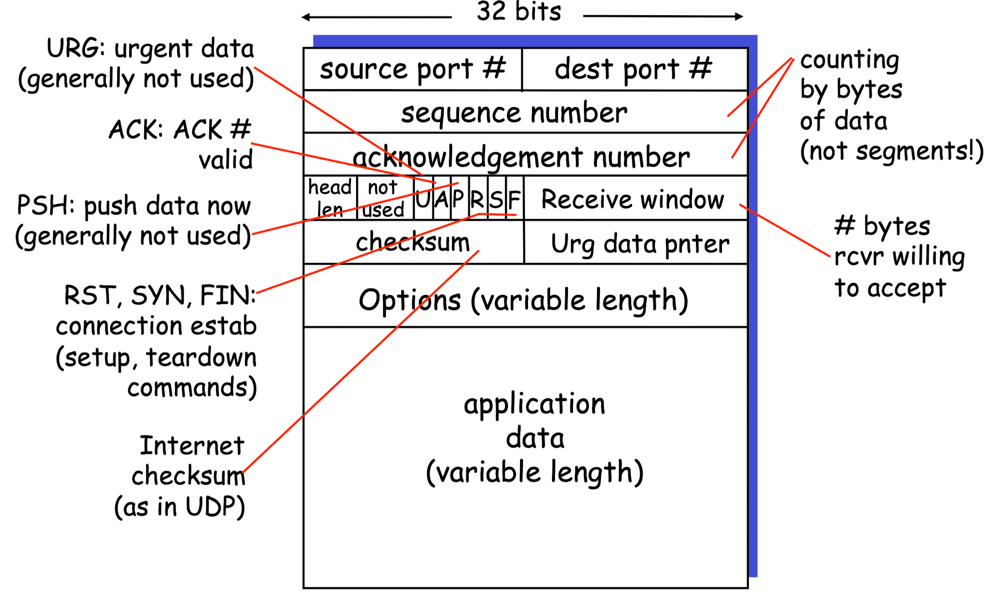 32 bits
URG: urgent data
(generally not used)
ACK: ACK #
valid
PSH: push data now
(generally not used)
RST, SYN, FIN:
connection estab
(setup, teardown
commands)
Internet
checksum
(as in UDP)
source port #
dest port #
sequence number
acknowledgement number
head
len
not
used
U
A
P
R
S
F
Receive window
checksum
Urg data pnter
Options (variable length)
application
data
(variable length)
counting
by bytes
of data
(not segments!)
# bytes
rcvr willing
to accept